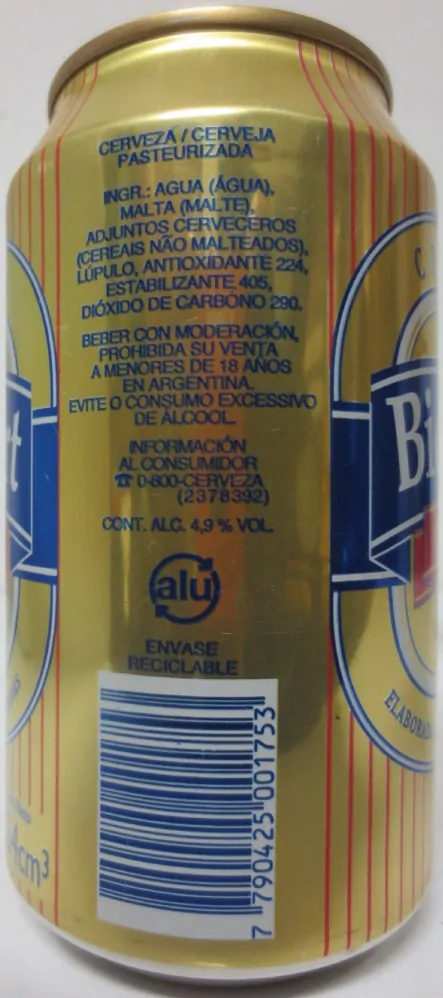 CERVEZA / CERVEJA
PASTEURIZADA
INGR.: AGUA (ÁGUA),
MALTA (MALTE),
ADJUNTOS CERVECEROS
(CEREAIS NÃO MALTEADOS),
LÚPULO, ANTIOXIDANTE 224,
ESTABILIZANTE 405,
DIÓXIDO DE CARBONO 290.
BEBER CON MODERACIÓN,
PROHIBIDA SU VENTA
A MENORES DE 18 AÑOS
EN ARGENTINA.
EVITE O CONSUMO EXCESSIVO
DE ÁLCOOL.
INFORMACIÓN
AL CONSUMIDOR
☎ 0-800-CERVEZA
(2378392)
CONT. ALC. 4,9 % VOL.
alu
ENVASE
RECICLABLE
7 790425 001753
Bi
ELABORAD
4cm³